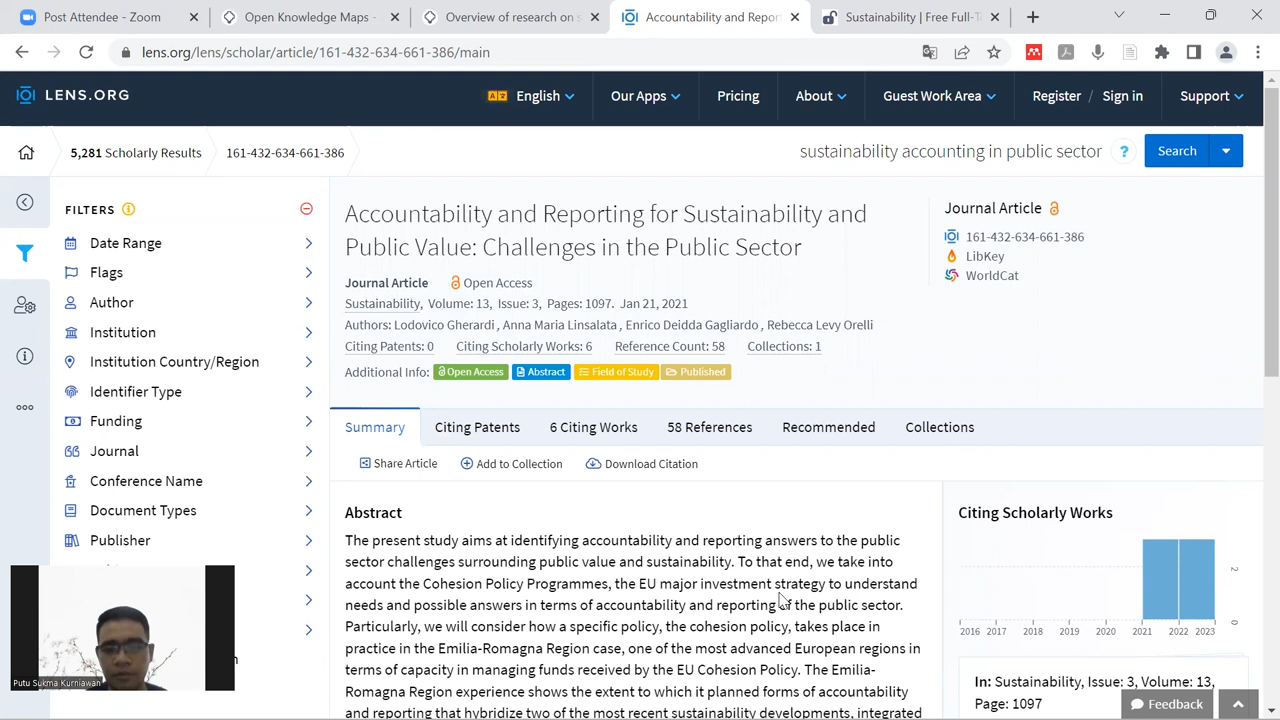 Post Attendee - Zoom
Open Knowledge Maps -
Overview of research on s
Accountability and Report
Sustainability | Free Full-T
lens.org/lens/scholar/article/161-432-634-661-386/main
LENS.ORG
English
Our Apps
Pricing
About
Guest Work Area
Register / Sign in
Support
5,281 Scholarly Results
161-432-634-661-386
sustainability accounting in public sector
?
Search
FILTERS
Date Range
Flags
Author
Institution
Institution Country/Region
Identifier Type
Funding
Journal
Conference Name
Document Types
Publisher
Accountability and Reporting for Sustainability and
Public Value: Challenges in the Public Sector
Journal Article Open Access
Sustainability, Volume: 13, Issue: 3, Pages: 1097. Jan 21, 2021
Authors: Lodovico Gherardi , Anna Maria Linsalata , Enrico Deidda Gagliardo , Rebecca Levy Orelli
Citing Patents: 0 Citing Scholarly Works: 6 Reference Count: 58 Collections: 1
Additional Info: Open Access Abstract Field of Study Published
Journal Article
161-432-634-661-386
LibKey
WorldCat
Summary
Citing Patents
6 Citing Works
58 References
Recommended
Collections
Share Article
Add to Collection
Download Citation
Abstract
The present study aims at identifying accountability and reporting answers to the public
sector challenges surrounding public value and sustainability. To that end, we take into
account the Cohesion Policy Programmes, the EU major investment strategy to understand
needs and possible answers in terms of accountability and reporting of the public sector.
Particularly, we will consider how a specific policy, the cohesion policy, takes place in
practice in the Emilia-Romagna Region case, one of the most advanced European regions in
terms of capacity in managing funds received by the EU Cohesion Policy. The Emilia-
Romagna Region experience shows the extent to which it planned forms of accountability
and reporting that hybridize two of the most recent sustainability developments, integrated
Citing Scholarly Works
2
0
2016 2017 2018 2019 2020 2021 2022 2023
In: Sustainability, Issue: 3, Volume: 13,
Page: 1097
Feedback
Putu Sukma Kurniawan